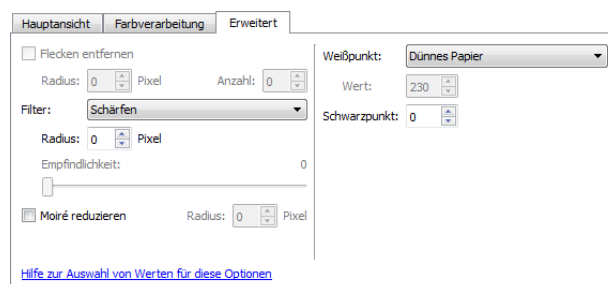 Hauptansicht Farbverarbeitung Erweitert
Flecken entfernen
Radius: 0 Pixel Anzahl: 0
Filter: Schärfen
Radius: 0 Pixel
Empfindlichkeit: 0
Moiré reduzieren Radius: 0 Pixel
Hilfe zur Auswahl von Werten für diese Optionen
Weißpunkt: Dünnes Papier
Wert: 230
Schwarzpunkt: 0